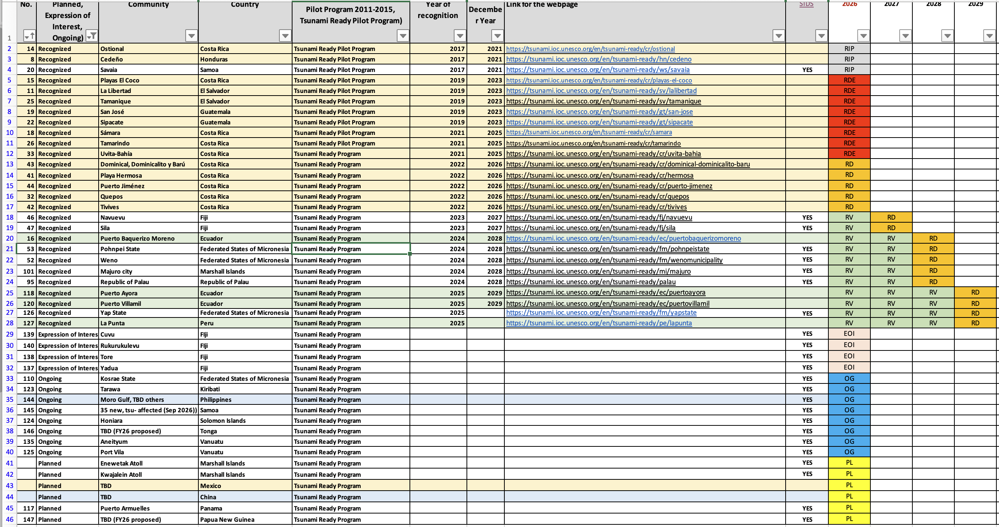 No. Planned, Expression of Interest, Ongoing) Community Country Pilot Program 2011-2015, Tsunami Ready Pilot Program) Year of recognition December Year Link for the webpage SIDS 2026 2027 2028 2029
1
2 14 Recognized Ostional Costa Rica Tsunami Ready Pilot Program 2017 2021 https://tsunami.ioc.unesco.org/en/tsunami-ready/cr/ostional RIP
3 8 Recognized Cedeño Honduras Tsunami Ready Pilot Program 2017 2021 https://tsunami.ioc.unesco.org/en/tsunami-ready/hn/cedeno RIP
4 20 Recognized Savaia Samoa Tsunami Ready Pilot Program 2017 2021 https://tsunami.ioc.unesco.org/en/tsunami-ready/ws/savaia YES RIP
5 15 Recognized Playas El Coco Costa Rica Tsunami Ready Pilot Program 2019 2023 https://tsunami.ioc.unesco.org/en/tsunami-ready/cr/playas-el-coco RDE
6 11 Recognized La Libertad El Salvador Tsunami Ready Pilot Program 2019 2023 https://tsunami.ioc.unesco.org/en/tsunami-ready/sv/lalibertad RDE
7 25 Recognized Tamanique El Salvador Tsunami Ready Pilot Program 2019 2023 https://tsunami.ioc.unesco.org/en/tsunami-ready/sv/tamanique RDE
8 19 Recognized San José Guatemala Tsunami Ready Pilot Program 2019 2023 https://tsunami.ioc.unesco.org/en/tsunami-ready/gt/san-jose RDE
9 22 Recognized Sipacate Guatemala Tsunami Ready Pilot Program 2019 2023 https://tsunami.ioc.unesco.org/en/tsunami-ready/gt/sipacate RDE
10 18 Recognized Sámara Costa Rica Tsunami Ready Pilot Program 2021 2025 https://tsunami.ioc.unesco.org/en/tsunami-ready/cr/samara RDE
11 26 Recognized Tamarindo Costa Rica Tsunami Ready Pilot Program 2021 2025 https://tsunami.ioc.unesco.org/en/tsunami-ready/cr/tamarindo RDE
12 33 Recognized Uvita-Bahía Costa Rica Tsunami Ready Program 2021 2025 https://tsunami.ioc.unesco.org/en/tsunami-ready/cr/uvita-bahia RDE
13 43 Recognized Dominical, Dominicalito y Barú Costa Rica Tsunami Ready Program 2022 2026 https://tsunami.ioc.unesco.org/en/tsunami-ready/cr/dominical-dominicalito-baru RD
14 41 Recognized Playa Hermosa Costa Rica Tsunami Ready Program 2022 2026 https://tsunami.ioc.unesco.org/en/tsunami-ready/cr/hermosa RD
15 44 Recognized Puerto Jiménez Costa Rica Tsunami Ready Program 2022 2026 https://tsunami.ioc.unesco.org/en/tsunami-ready/cr/puerto-jimenez RD
16 32 Recognized Quepos Costa Rica Tsunami Ready Program 2022 2026 https://tsunami.ioc.unesco.org/en/tsunami-ready/cr/quepos RD
17 42 Recognized Tivives Costa Rica Tsunami Ready Program 2022 2026 https://tsunami.ioc.unesco.org/en/tsunami-ready/cr/tivives RD
18 46 Recognized Navuevu Fiji Tsunami Ready Program 2023 2027 https://tsunami.ioc.unesco.org/en/tsunami-ready/fj/navuevu YES RV RD
19 47 Recognized Sila Fiji Tsunami Ready Program 2023 2027 https://tsunami.ioc.unesco.org/en/tsunami-ready/fj/sila YES RV RD
20 16 Recognized Puerto Baquerizo Moreno Ecuador Tsunami Ready Program 2024 2028 https://tsunami.ioc.unesco.org/en/tsunami-ready/ec/puertobaquerizomoreno RV RV RD
21 53 Recognized Pohnpei State Federated States of Micronesia Tsunami Ready Program 2024 2028 https://tsunami.ioc.unesco.org/en/tsunami-ready/fm/pohnpeistate YES RV RV RD
22 52 Recognized Weno Federated States of Micronesia Tsunami Ready Program 2024 2028 https://tsunami.ioc.unesco.org/en/tsunami-ready/fm/wenomunicipality YES RV RV RD
23 101 Recognized Majuro city Marshall Islands Tsunami Ready Program 2024 2028 https://tsunami.ioc.unesco.org/en/tsunami-ready/mi/majuro YES RV RV RD
24 95 Recognized Republic of Palau Republic of Palau Tsunami Ready Program 2024 2028 https://tsunami.ioc.unesco.org/en/tsunami-ready/palau YES RV RV RD
25 118 Recognized Puerto Ayora Ecuador Tsunami Ready Program 2025 2029 https://tsunami.ioc.unesco.org/en/tsunami-ready/ec/puertoayora RV RV RV RD
26 120 Recognized Puerto Villamil Ecuador Tsunami Ready Program 2025 2029 https://tsunami.ioc.unesco.org/en/tsunami-ready/ec/puertovillamil RV RV RV RD
27 126 Recognized Yap State Federated States of Micronesia Tsunami Ready Program 2025 https://tsunami.ioc.unesco.org/en/tsunami-ready/fm/yapstate YES RV RV RV RD
28 127 Recognized La Punta Peru Tsunami Ready Program 2025 https://tsunami.ioc.unesco.org/en/tsunami-ready/pe/lapunta RV RV RV RD
29 139 Expression of Interes Cuvu FIji Tsunami Ready Program YES EOI
30 140 Expression of Interes Rukurukulevu FIji Tsunami Ready Program YES EOI
31 138 Expression of Interes Tore Fiji Tsunami Ready Program YES EOI
32 137 Expression of Interes Yadua Fiji Tsunami Ready Program YES EOI
33 110 Ongoing Kosrae State Federated States of Micronesia Tsunami Ready Program YES OG
34 123 Ongoing Tarawa Kiribati Tsunami Ready Program YES OG
35 144 Ongoing Moro Gulf, TBD others Philippines Tsunami Ready Program YES OG
36 145 Ongoing 35 new, tsu- affected (Sep 2026)) Samoa Tsunami Ready Program YES OG
37 124 Ongoing Honiara Solomon Islands Tsunami Ready Program YES OG
38 146 Ongoing TBD (FY26 proposed) Tonga Tsunami Ready Program YES OG
39 135 Ongoing Aneityum Vanuatu Tsunami Ready Program YES OG
40 125 Ongoing Port Vila Vanuatu Tsunami Ready Program YES OG
41 Planned Enewetak Atoll Marshall Islands Tsunami Ready Program YES PL
42 Planned Kwajalein Atoll Marshall Islands Tsunami Ready Program YES PL
43 Planned TBD Mexico Tsunami Ready Program PL
44 Planned TBD China Tsunami Ready Program PL
45 117 Planned Puerto Armuelles Panama Tsunami Ready Program YES PL
46 147 Planned TBD (FY26 proposed) Papua New Guinea Tsunami Ready Program YES PL